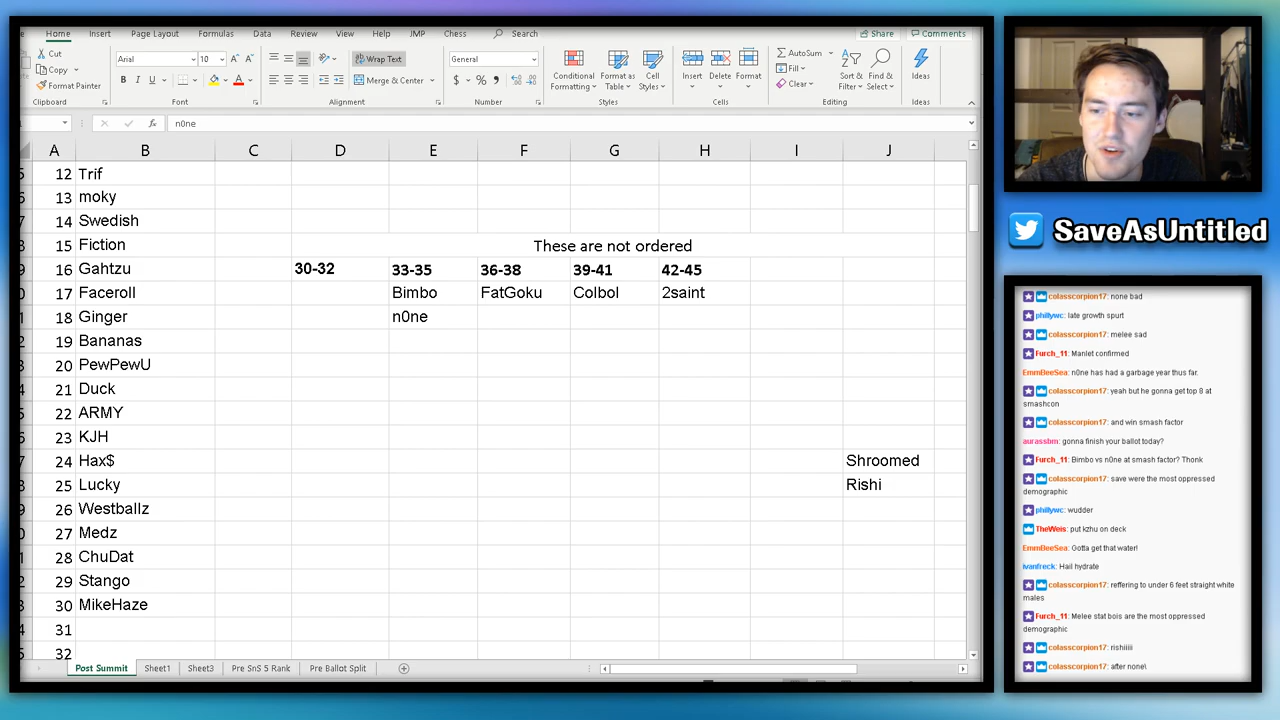 Home Insert Page Layout Formulas Data Review View Help JMP Chess Search Share Comments
Cut
Copy
Format Painter
Clipboard
Arial 10
B I U
Font
Wrap Text
Merge & Center
Alignment
General
$ % ,
Number
Conditional Formatting
Format as Table
Cell Styles
Styles
Insert Delete Format
Cells
AutoSum
Fill
Clear
Sort & Filter
Find & Select
Editing
Ideas
Ideas
n0ne
A B C D E F G H I J
12 Trif
13 moky
14 Swedish
15 Fiction These are not ordered
16 Gahtzu 30-32 33-35 36-38 39-41 42-45
17 Faceroll Bimbo FatGoku Colbol 2saint
18 Ginger n0ne
19 Bananas
20 PewPewU
21 Duck
22 ARMY
23 KJH
24 Hax$ Shroomed
25 Lucky Rishi
26 Westballz
27 Medz
28 ChuDat
29 Stango
30 MikeHaze
31
32
Post Summit Sheet1 Sheet3 Pre SnS 5 Rank Pre Ballot Split
SaveAsUntitled
colasscorpion17: none bad
phillywc: late growth spurt
colasscorpion17: melee sad
Furch_11: Manlet confirmed
EmmBeeSea: n0ne has had a garbage year thus far.
colasscorpion17: yeah but he gonna get top 8 at
smashcon
colasscorpion17: and win smash factor
aurassbm: gonna finish your ballot today?
Furch_11: Bimbo vs n0ne at smash factor? Thonk
colasscorpion17: save were the most oppressed
demographic
phillywc: wudder
TheWeis: put kzhu on deck
EmmBeeSea: Gotta get that water!
ivanfreck: Hail hydrate
colasscorpion17: reffering to under 6 feet straight white
males
Furch_11: Melee stat bois are the most oppressed
demographic
colasscorpion17: rishiiiii
colasscorpion17: after none\